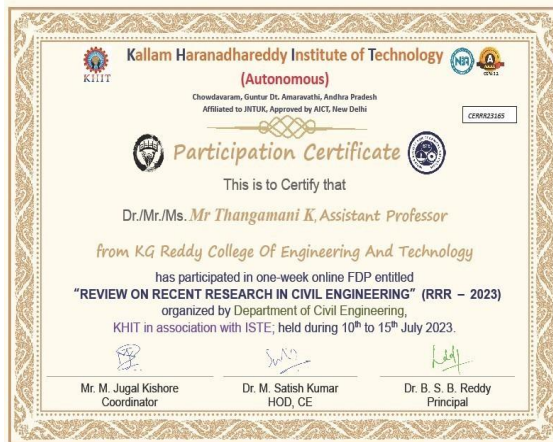 Kallam Haranadhareddy Institute of Technology
(Autonomous)
Chowdavaram, Guntur Dt. Amaravathi, Andhra Pradesh
Affiliated to JNTUK, Approved by AICT, New Delhi
KHIT
NBA
A
CERRR23165
Participation Certificate
ISTE
This is to Certify that
Dr./Mr./Ms. Mr Thangamani K, Assistant Professor
from KG Reddy College Of Engineering And Technology
has participated in one-week online FDP entitled
“REVIEW ON RECENT RESEARCH IN CIVIL ENGINEERING” (RRR – 2023)
organized by Department of Civil Engineering,
KHIT in association with ISTE; held during 10th to 15th July 2023.
Mr. M. Jugal Kishore
Coordinator
Dr. M. Satish Kumar
HOD, CE
Dr. B. S. B. Reddy
Principal